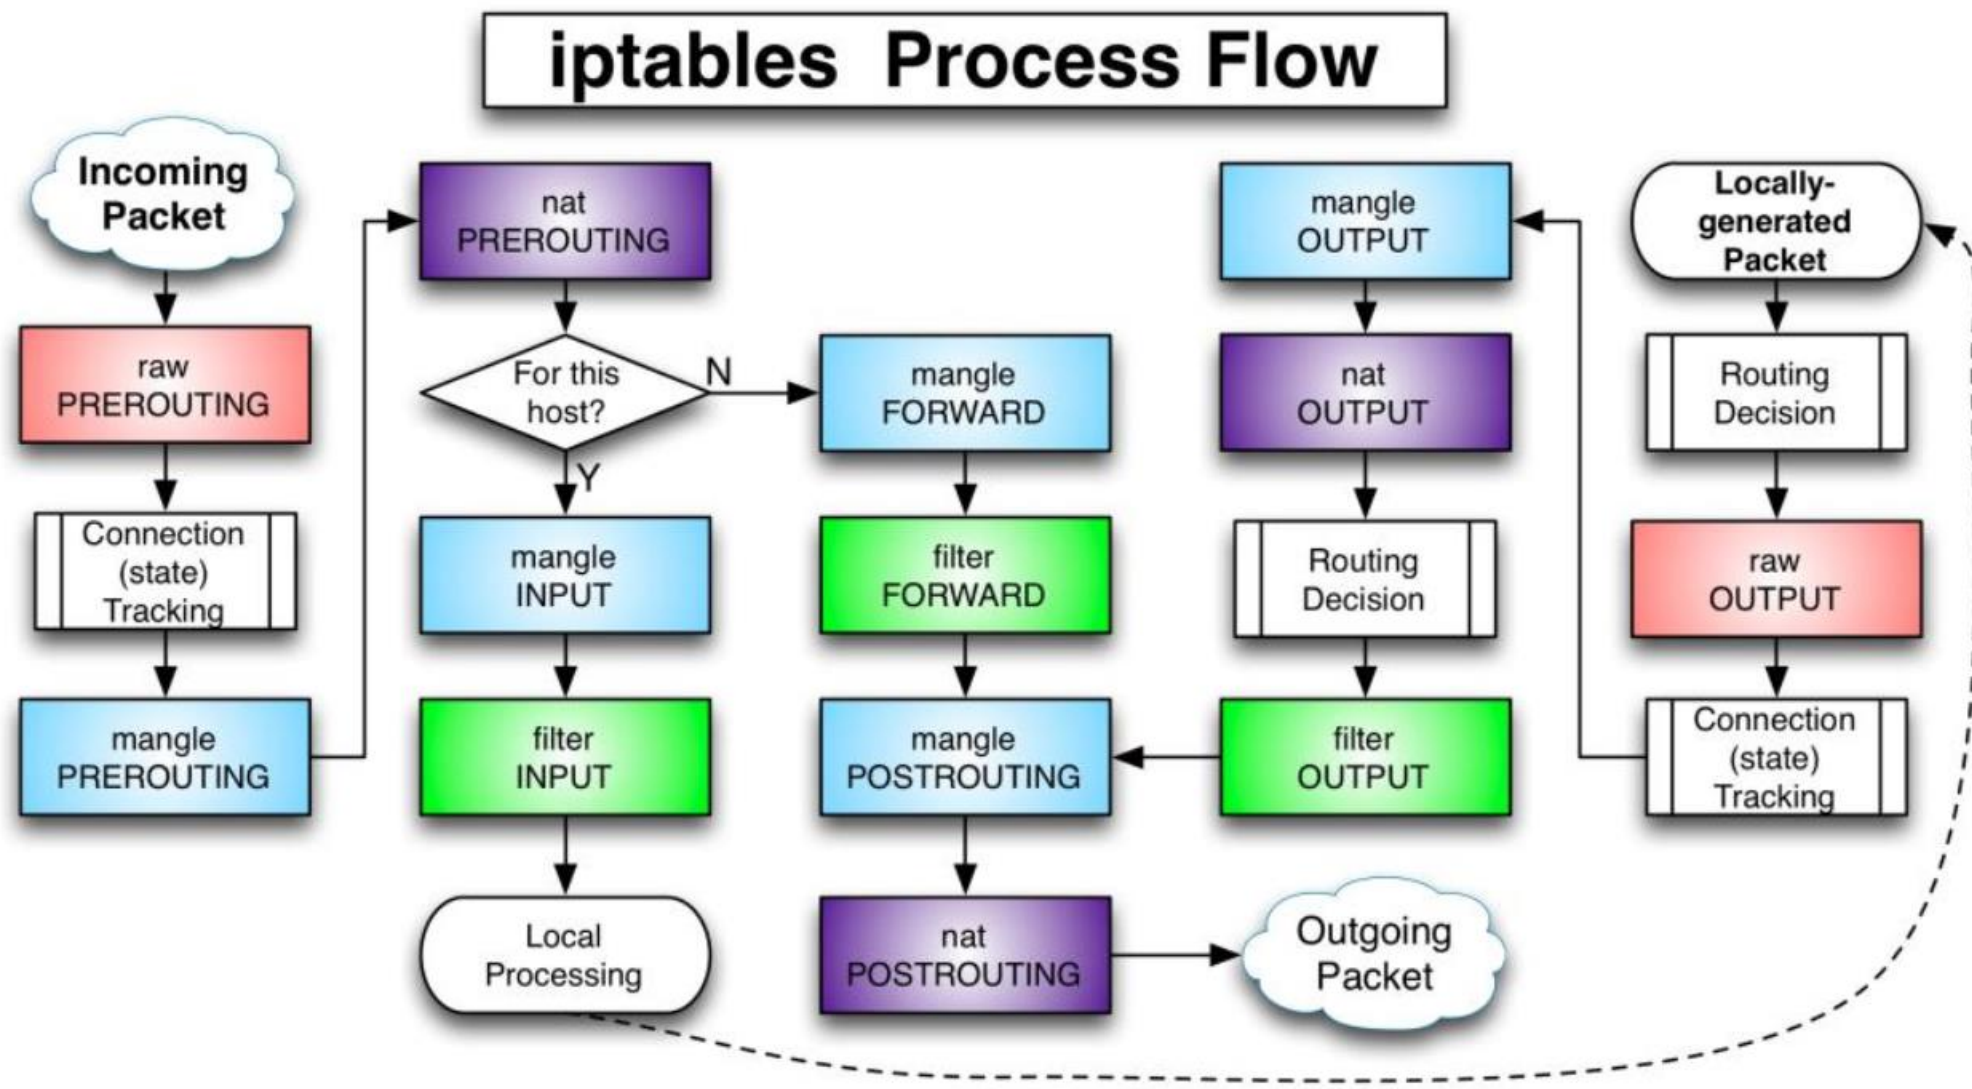 iptables  Process Flow
Incoming
Packet
raw
PREROUTING
Connection
(state)
Tracking
mangle
PREROUTING
nat
PREROUTING
For this
host?
N
Y
mangle
INPUT
filter
INPUT
Local
Processing
mangle
FORWARD
filter
FORWARD
mangle
POSTROUTING
nat
POSTROUTING
mangle
OUTPUT
nat
OUTPUT
Routing
Decision
filter
OUTPUT
Outgoing
Packet
Locally-
generated
Packet
Routing
Decision
raw
OUTPUT
Connection
(state)
Tracking